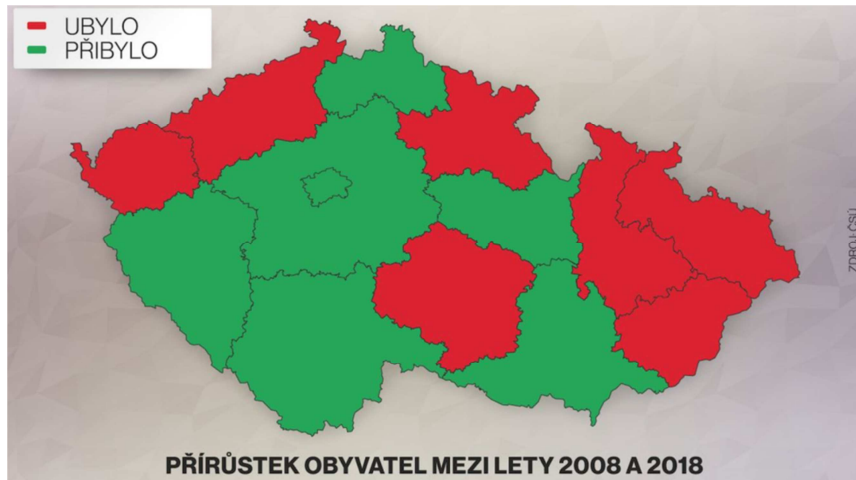 UBYLO
PŘIBYLO
ZDROJ: ČSÚ
PŘÍRŮSTEK OBYVATEL MEZI LETY 2008 A 2018